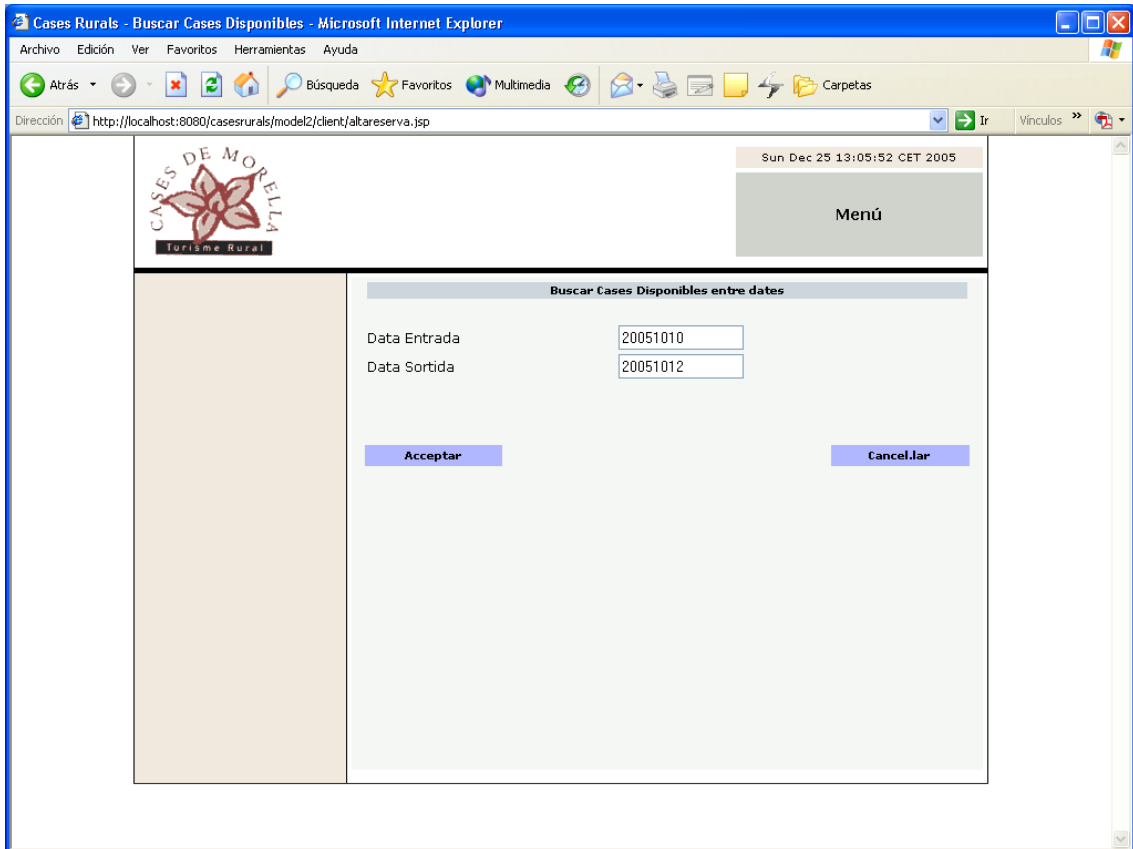 Cases Rurals - Buscar Cases Disponibles - Microsoft Internet Explorer
Archivo Edición Ver Favoritos Herramientas Ayuda
Atrás Búsqueda Favoritos Multimedia Carpetas
Dirección http://localhost:8080/casesrurals/model2/client/altareserva.jsp Ir Vínculos »
CASES DE MORELLA
Turisme Rural
Sun Dec 25 13:05:52 CET 2005
Menú
Buscar Cases Disponibles entre dates
Data Entrada 20051010
Data Sortida 20051012
Acceptar Cancel.lar